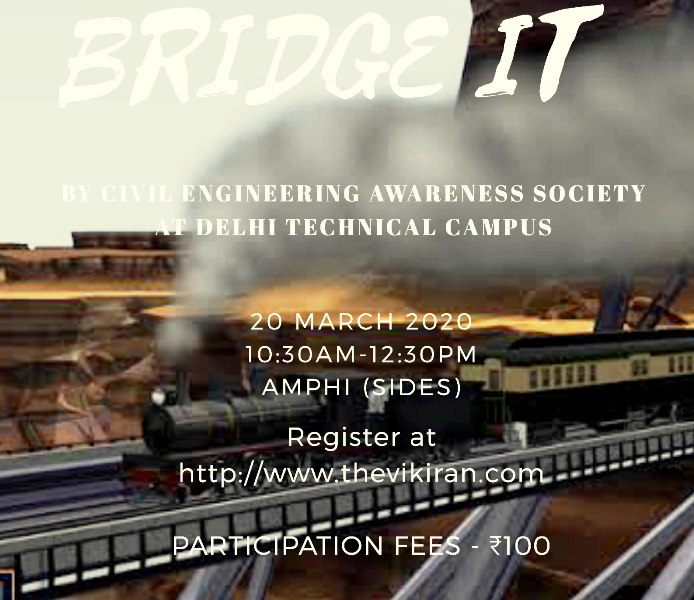 BRIDGE IT
BY CIVIL ENGINEERING AWARENESS SOCIETY
AT DELHI TECHNICAL CAMPUS
20 MARCH 2020
10:30AM-12:30PM
AMPHI (SIDES)
Register at
http://www.thevikiran.com
PARTICIPATION FEES - ₹100